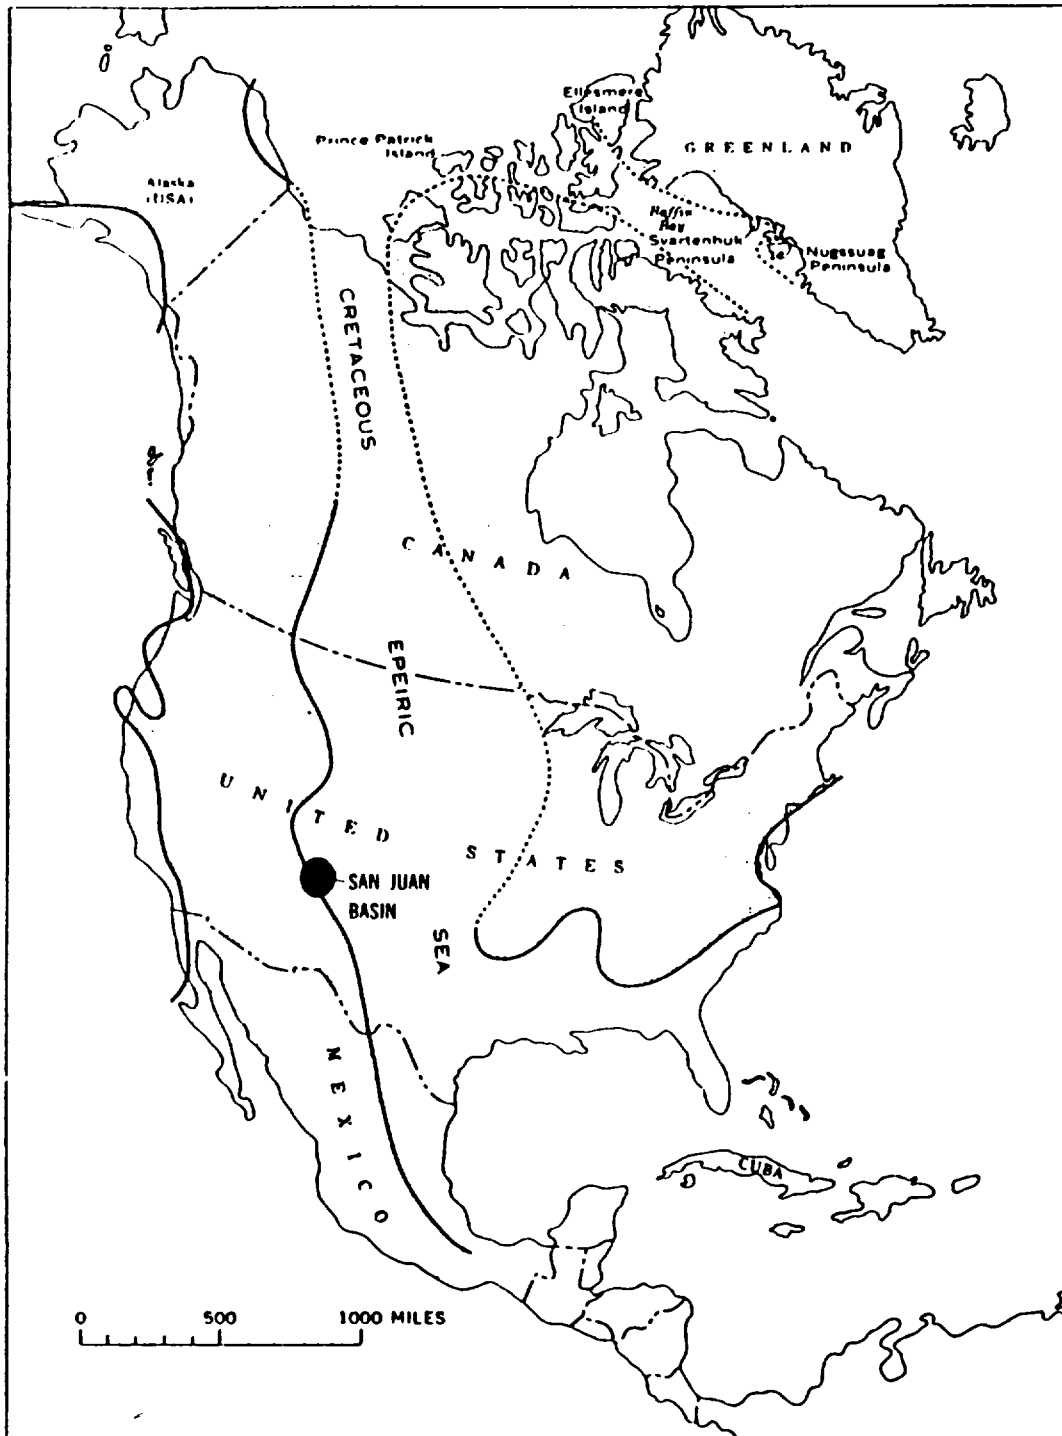 Ellesmere
Island
Prince Patrick
Island
GREENLAND
Alaska
(USA)
Baffin
Bay
Svartenhuk
Peninsula
Nugssuaq
Peninsula
CRETACEOUS
CANADA
EPEIRIC
UNITED STATES
SAN JUAN
BASIN
SEA
MEXICO
CUBA
0 500 1000 MILES